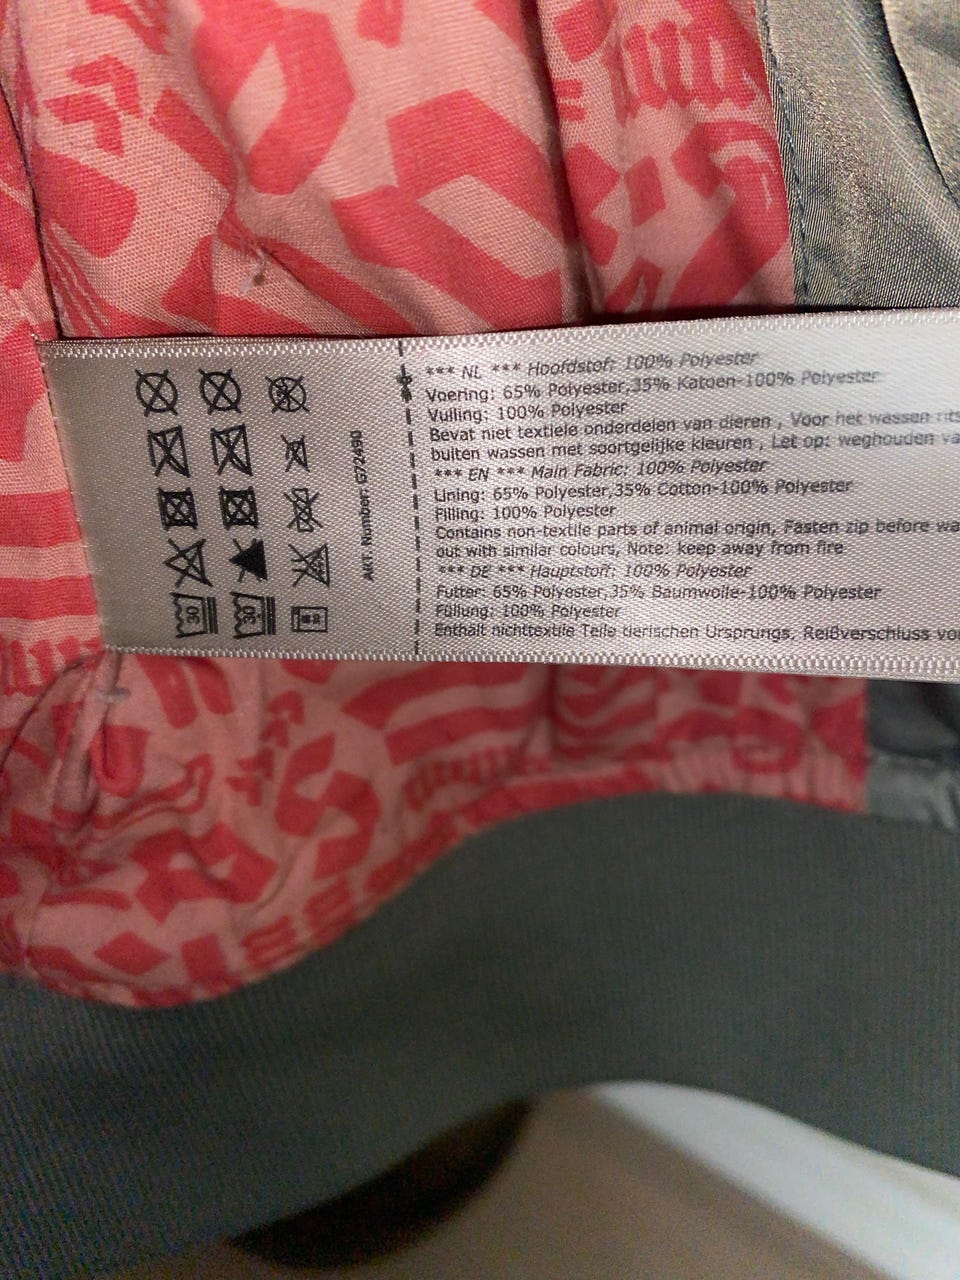 *** NL *** Hoofdstof: 100% Polyester
Voering: 65% Polyester,35% Katoen-100% Polyester
Vulling: 100% Polyester
Bevat niet textiele onderdelen van dieren , Voor het wassen
buiten wassen met soortgelijke kleuren , Let op: weghouden
*** EN *** Main Fabric: 100% Polyester
Lining: 65% Polyester,35% Cotton-100% Polyester
Filling: 100% Polyester
Contains non-textile parts of animal origin, Fasten zip before
out with similar colours, Note: keep away from fire
*** DE *** Hauptstoff: 100% Polyester
Futter: 65% Polyester,35% Baumwolle-100% Polyester
Füllung: 100% Polyester
Enthält nichttextile Teile tierischen Ursprungs, Reißverschluss
ART. Number: G72490
30
30